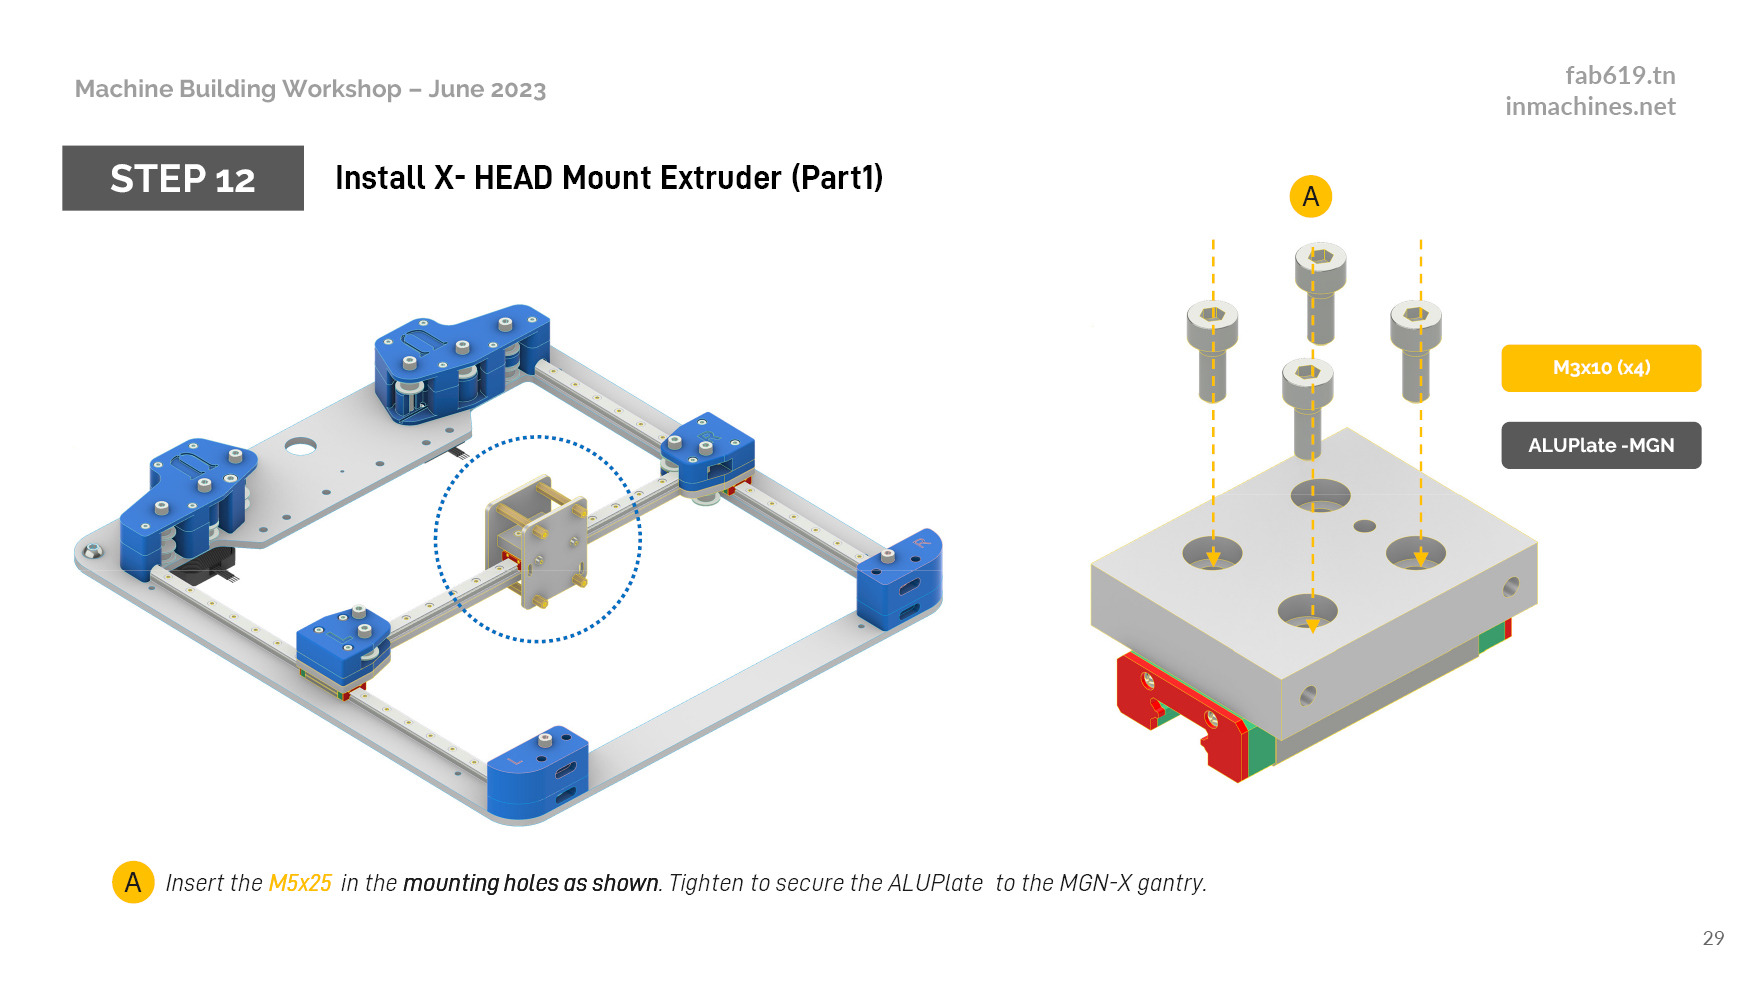 Machine Building Workshop – June 2023
fab619.tn
inmachines.net
STEP 12
Install X- HEAD Mount Extruder (Part1)
A
M3x10 (x4)
ALUPlate -MGN
R
R
L
L
A Insert the M5x25 in the mounting holes as shown. Tighten to secure the ALUPlate to the MGN-X gantry.
29